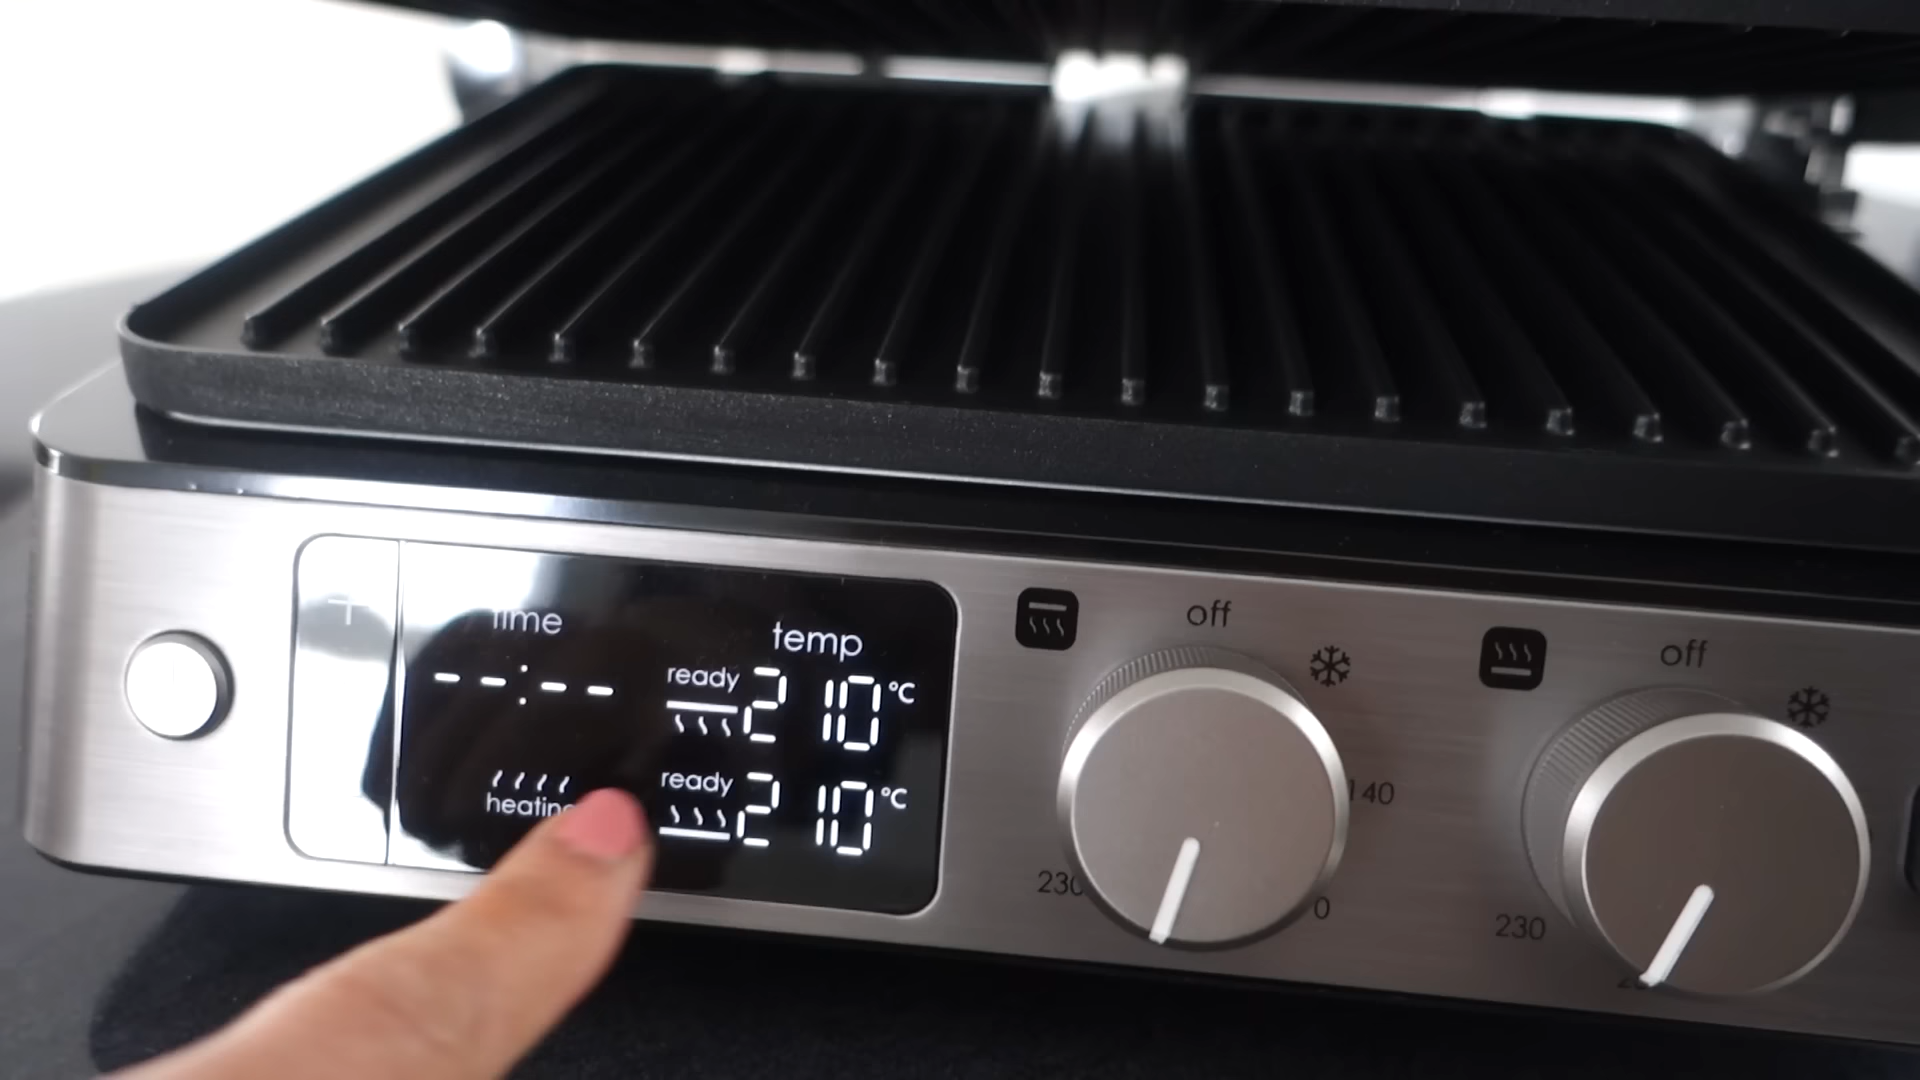 time
temp
--:--
ready
210°C
heating
ready
210°C
off
140
230
0
off
230